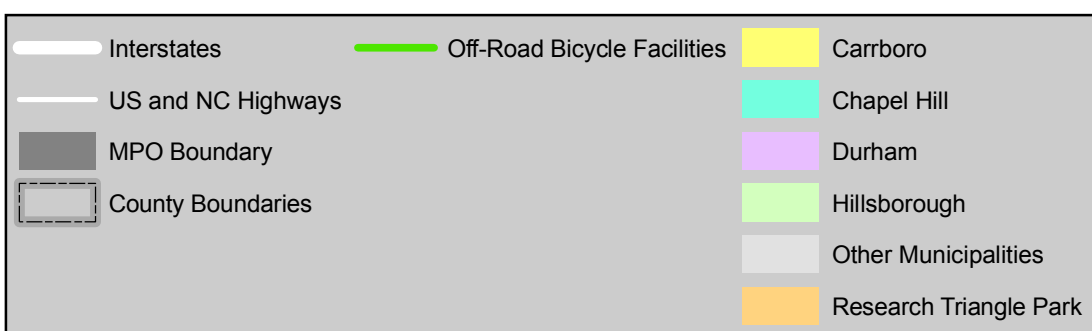 Interstates
US and NC Highways
MPO Boundary
County Boundaries
Off-Road Bicycle Facilities
Carrboro
Chapel Hill
Durham
Hillsborough
Other Municipalities
Research Triangle Park